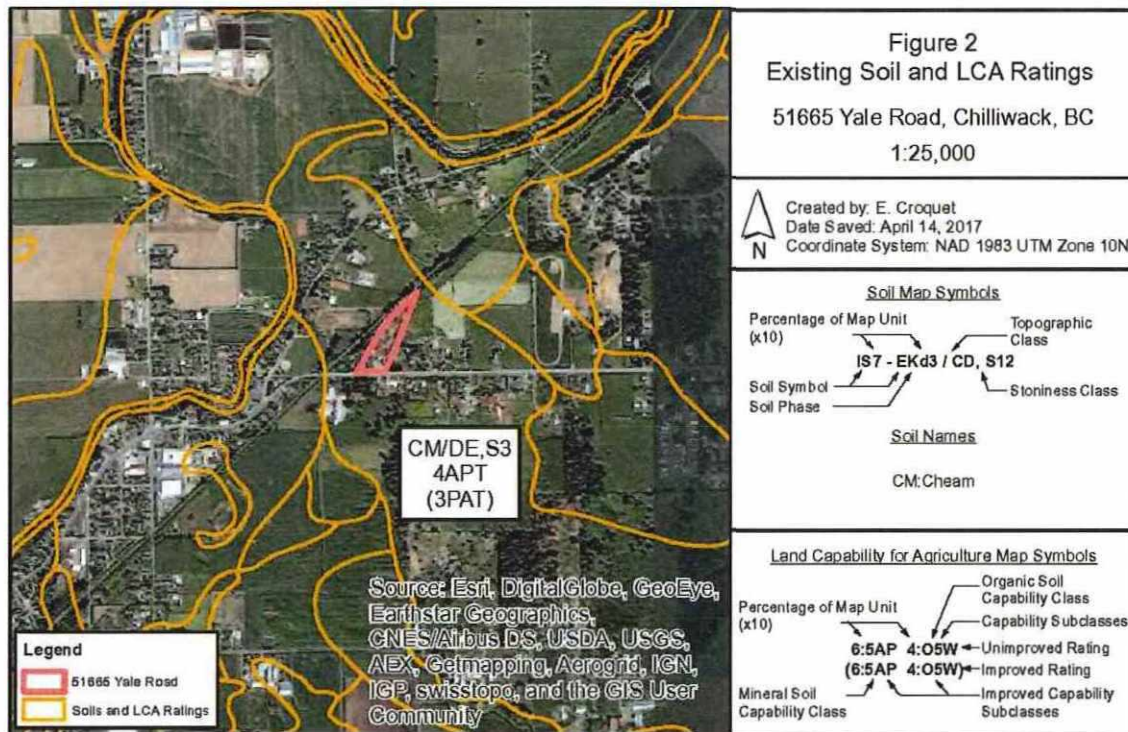 Figure 2
Existing Soil and LCA Ratings
51665 Yale Road, Chilliwack, BC
1:25,000
N
Created by: E. Croquet
Date Saved: April 14, 2017
Coordinate System: NAD 1983 UTM Zone 10N
Soil Map Symbols
Percentage of Map Unit
(x10)
Topographic
Class
IS7 - EKd3 / CD, S12
Soil Symbol
Soil Phase
Stoniness Class
Soil Names
CM:Cheam
Land Capability for Agriculture Map Symbols
Organic Soil
Capability Class
Percentage of Map Unit
(x10)
Capability Subclasses
6:5AP 4:O5W
Unimproved Rating
(6:5AP 4:O5W)
Improved Rating
Mineral Soil
Capability Class
Improved Capability
Subclasses
CM/DE,S3
4APT
(3PAT)
Source: Esri, DigitalGlobe, GeoEye,
Earthstar Geographics,
CNES/Airbus DS, USDA, USGS,
AEX, Getmapping, Aerogrid, IGN,
IGP, swisstopo, and the GIS User
Community
Legend
51665 Yale Road
Soils and LCA Ratings